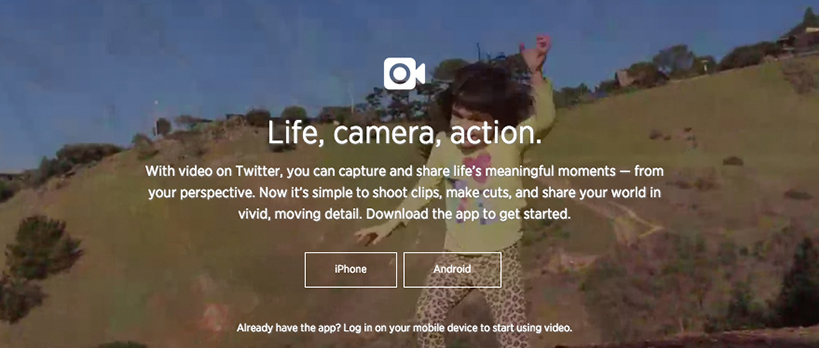 Life, camera, action.
With video on Twitter, you can capture and share life's meaningful moments — from
your perspective. Now it's simple to shoot clips, make cuts, and share your world in
vivid, moving detail. Download the app to get started.
iPhone
Android
Already have the app? Log in on your mobile device to start using video.